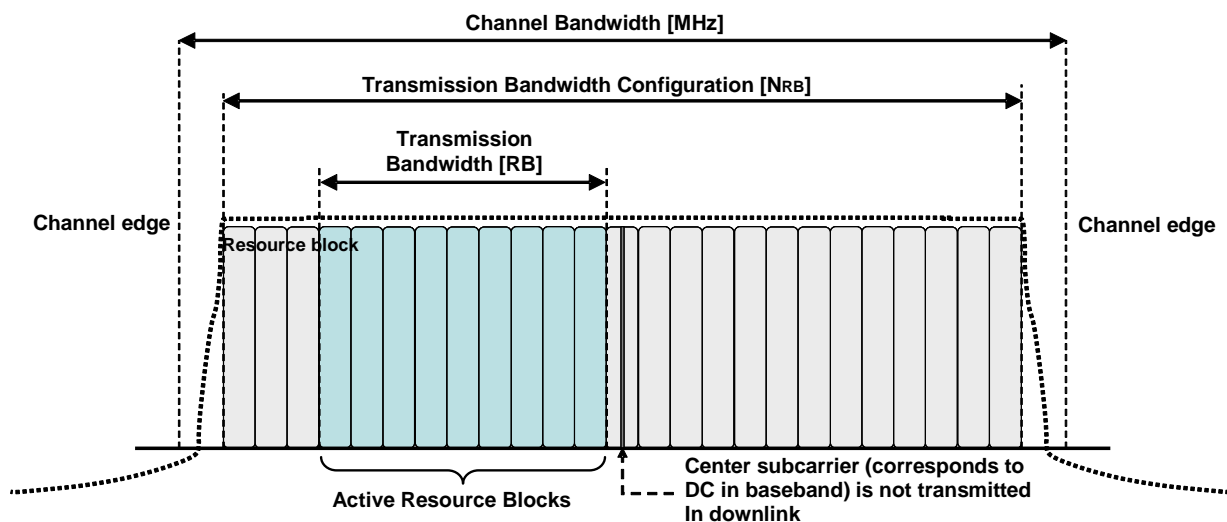 Channel Bandwidth [MHz]
Transmission Bandwidth Configuration [NRB]
Transmission
Bandwidth [RB]
Channel edge
Channel edge
Resource block
Center subcarrier (corresponds to
DC in baseband) is not transmitted
In downlink
Active Resource Blocks